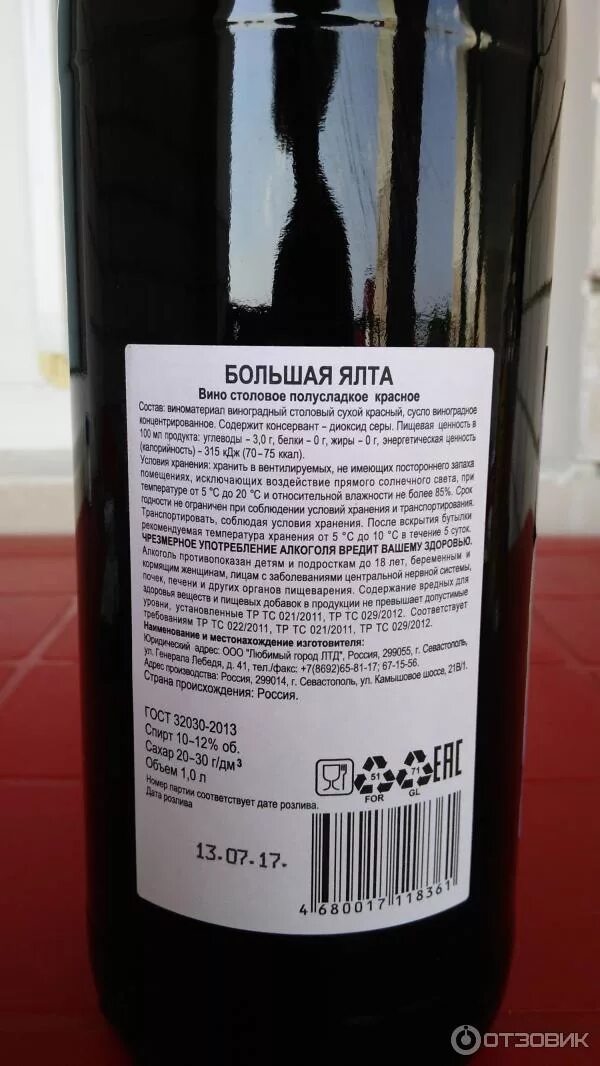 БОЛЬШАЯ ЯЛТА
Вино столовое полусладкое красное
Состав: виноматериал виноградный столовый сухой красный, сусло виноградное
концентрированное. Содержит консервант – диоксид серы. Пищевая ценность в
100 мл продукта: углеводы – 3,0 г, белки – 0 г, жиры – 0 г, энергетическая ценность
(калорийность) – 315 кДж (70–75 ккал).
Условия хранения: хранить в вентилируемых, не имеющих постороннего запаха
помещениях, исключающих воздействие прямого солнечного света, при
температуре от 5 °С до 20 °С и относительной влажности не более 85%. Срок
годности не ограничен при соблюдении условий хранения и транспортирования.
Транспортировать, соблюдая условия хранения. После вскрытия бутылки
рекомендуемая температура хранения от 5 °С до 10 °С в течение 5 суток.
ЧРЕЗМЕРНОЕ УПОТРЕБЛЕНИЕ АЛКОГОЛЯ ВРЕДИТ ВАШЕМУ ЗДОРОВЬЮ.
Алкоголь противопоказан детям и подросткам до 18 лет, беременным и
кормящим женщинам, лицам с заболеваниями центральной нервной системы,
почек, печени и других органов пищеварения. Содержание вредных для
здоровья веществ и пищевых добавок в продукции не превышает допустимые
уровни, установленные ТР ТС 021/2011, ТР ТС 029/2012. Соответствует
требованиям ТР ТС 022/2011, ТР ТС 021/2011, ТР ТС 029/2012.
Наименование и местонахождение изготовителя:
Юридический адрес: ООО "Любимый город ЛТД", Россия, 299055, г. Севастополь,
ул. Генерала Лебедя, д. 41, тел./факс: +7(8692)65-81-17; 67-15-56.
Адрес производства: Россия, 299014, г. Севастополь, ул. Камышовое шоссе, 21В/1.
Страна происхождения: Россия.
ГОСТ 32030-2013
Спирт 10–12% об.
Сахар 20–30 г/дм³
Объем 1,0 л
Номер партии соответствует дате розлива.
Дата розлива
51
FOR
71
GL
EAC
13.07.17.
4 680017 118361
ОТЗОВИК